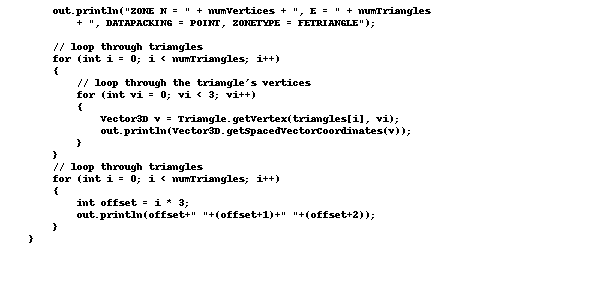 out.println("ZONE N = " + numVertices + ", E = " + numTriangles
+ ", DATAPACKING = POINT, ZONETYPE = FETRIANGLE");
// loop through triangles
for (int i = 0; i < numTriangles; i++)
{
// loop through the triangle's vertices
for (int vi = 0; vi < 3; vi++)
{
Vector3D v = Triangle.getVertex(triangles[i], vi);
out.println(Vector3D.getSpacedVectorCoordinates(v));
}
}
// loop through triangles
for (int i = 0; i < numTriangles; i++)
{
int offset = i * 3;
out.println(offset+" "+(offset+1)+" "+(offset+2));
}
}